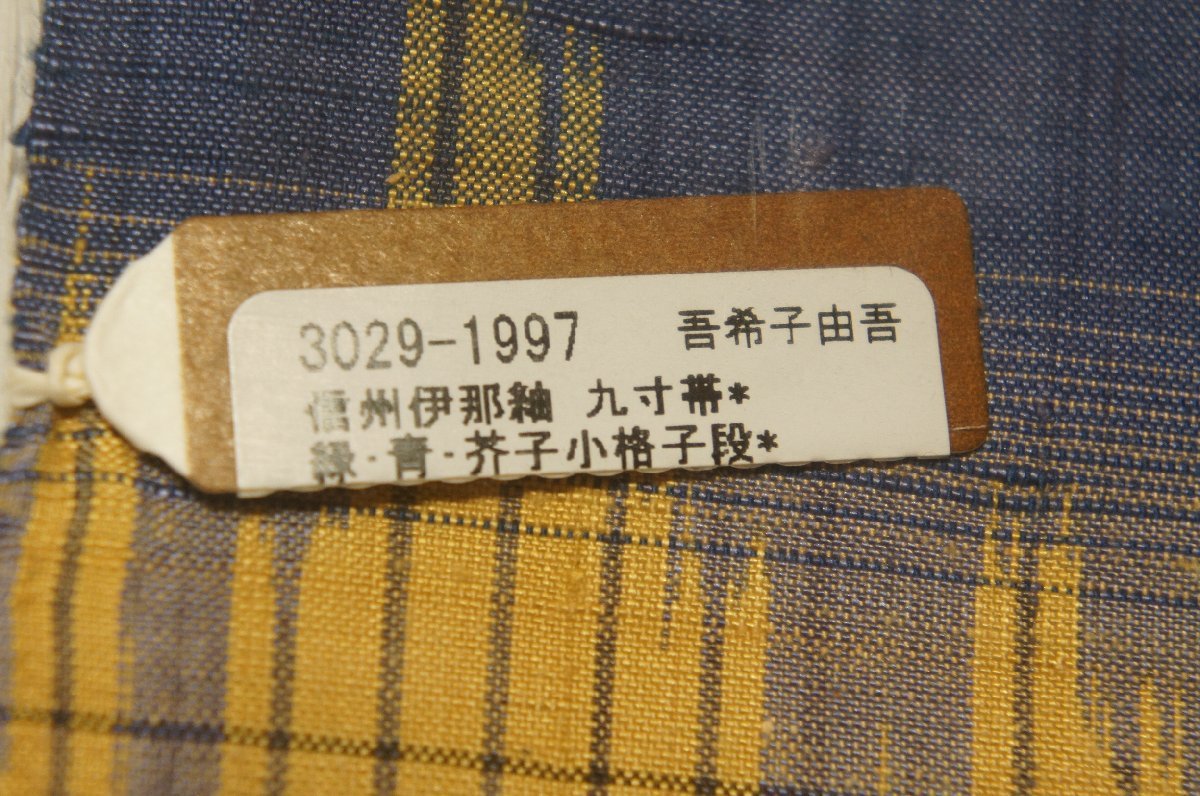 3029-1997 吾希子由吾
信州伊那紬 九寸帯*
緑·青·芥子小格子段*